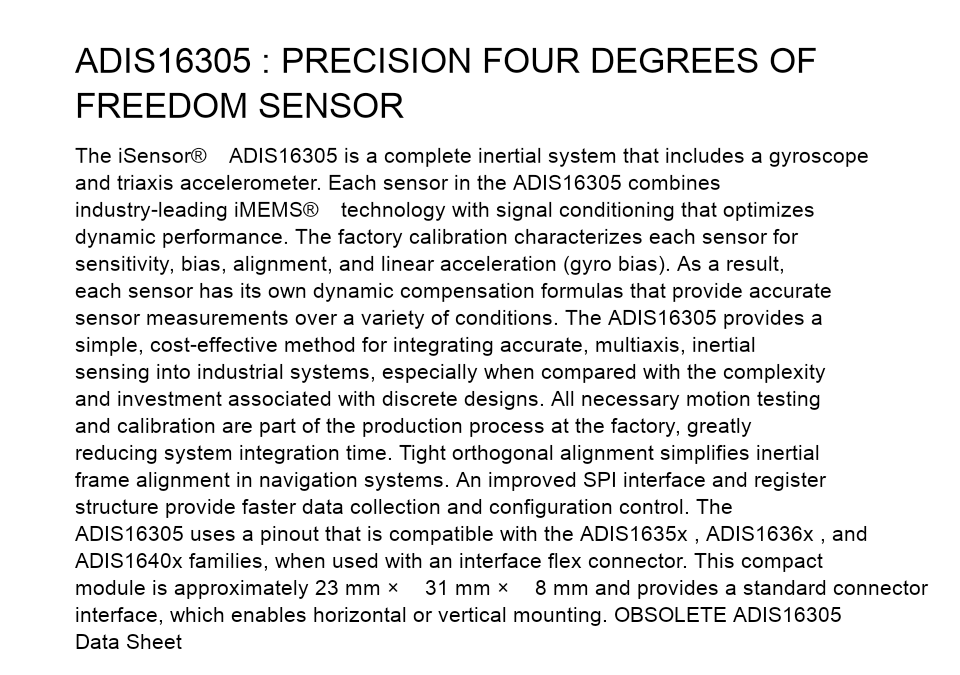 ADIS16305 : PRECISION FOUR DEGREES OF
FREEDOM SENSOR
The iSensor® ADIS16305 is a complete inertial system that includes a gyroscope
and triaxis accelerometer. Each sensor in the ADIS16305 combines
industry-leading iMEMS® technology with signal conditioning that optimizes
dynamic performance. The factory calibration characterizes each sensor for
sensitivity, bias, alignment, and linear acceleration (gyro bias). As a result,
each sensor has its own dynamic compensation formulas that provide accurate
sensor measurements over a variety of conditions. The ADIS16305 provides a
simple, cost-effective method for integrating accurate, multiaxis, inertial
sensing into industrial systems, especially when compared with the complexity
and investment associated with discrete designs. All necessary motion testing
and calibration are part of the production process at the factory, greatly
reducing system integration time. Tight orthogonal alignment simplifies inertial
frame alignment in navigation systems. An improved SPI interface and register
structure provide faster data collection and configuration control. The
ADIS16305 uses a pinout that is compatible with the ADIS1635x , ADIS1636x , and
ADIS1640x families, when used with an interface flex connector. This compact
module is approximately 23 mm × 31 mm × 8 mm and provides a standard connector
interface, which enables horizontal or vertical mounting. OBSOLETE ADIS16305
Data Sheet